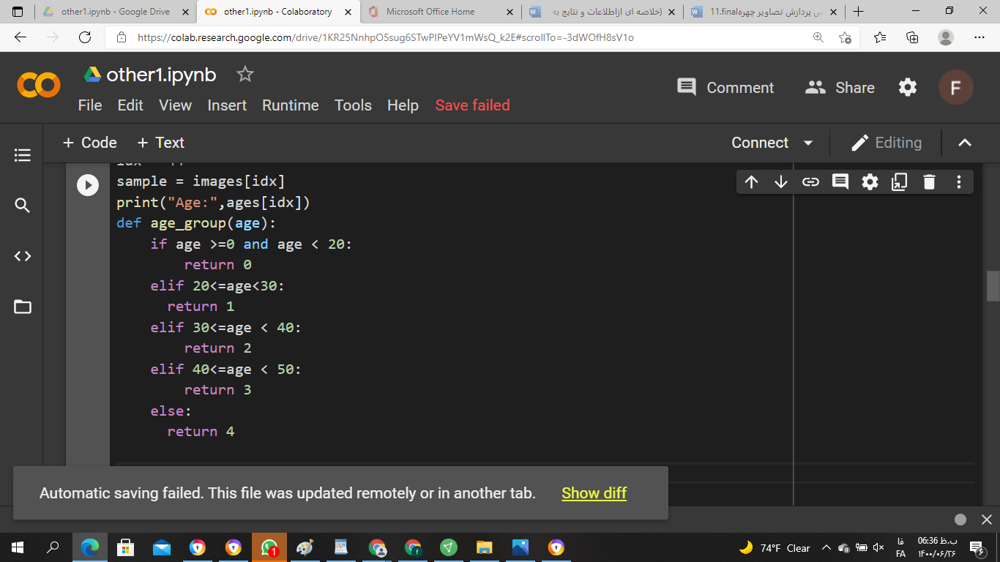 other1.ipynb - Google Drive
other1.ipynb - Colaboratory
Microsoft Office Home
(خلاصه ای ازاطلاعات و نتایج به
س پردازش تصاویر چهره11.final
https://colab.research.google.com/drive/1KR25NnhpO5sug6STwPlPeYV1mWsQ_k2E#scrollTo=-3dWOfH8sV1o
other1.ipynb
Comment
Share
F
File Edit View Insert Runtime Tools Help Save failed
+ Code + Text
Connect
Editing
sample = images[idx]
print("Age:",ages[idx])
def age_group(age):
if age >=0 and age < 20:
return 0
elif 20<=age<30:
return 1
elif 30<=age < 40:
return 2
elif 40<=age < 50:
return 3
else:
return 4
Automatic saving failed. This file was updated remotely or in another tab. Show diff
1
74°F Clear
فا
FA
06:36 ب.ظ
۱۴۰۰/۰۶/۲۶